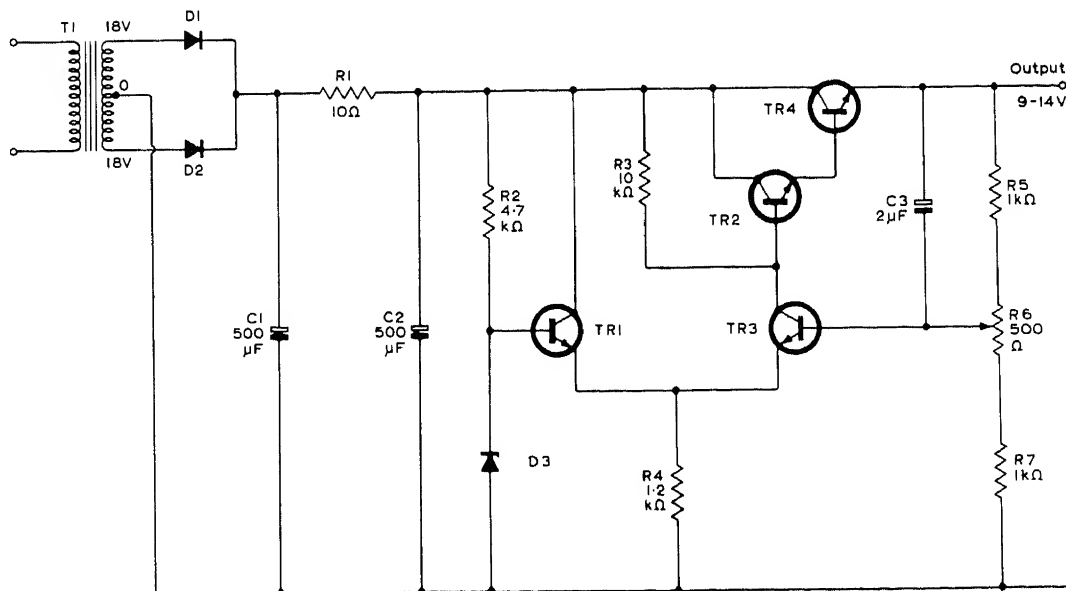 T1
18V
D1
O
18V
D2
R1
10Ω
C1
500
µF
C2
500
µF
R2
4·7
kΩ
D3
TR1
R3
10
kΩ
TR2
TR4
TR3
R4
1·2
kΩ
C3
2µF
R5
1kΩ
R6
500
Ω
R7
1kΩ
Output
9-14V